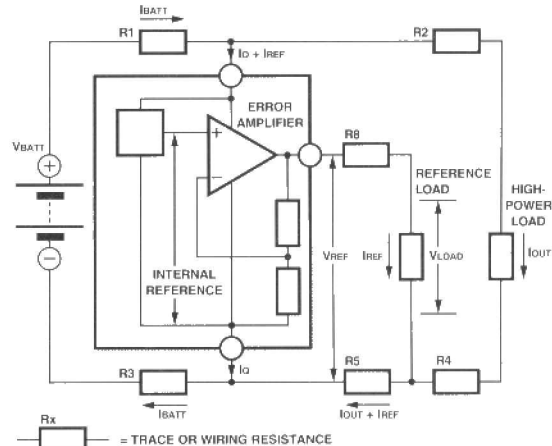 IBATT
R1
R2
IO + IREF
ERROR
AMPLIFIER
R8
VBATT
+
+
−
−
REFERENCE
LOAD
HIGH-
POWER
LOAD
INTERNAL
REFERENCE
VREF
IREF
VLOAD
IOUT
R3
IQ
R5
R4
IBATT
IOUT + IREF
Rx
= TRACE OR WIRING RESISTANCE